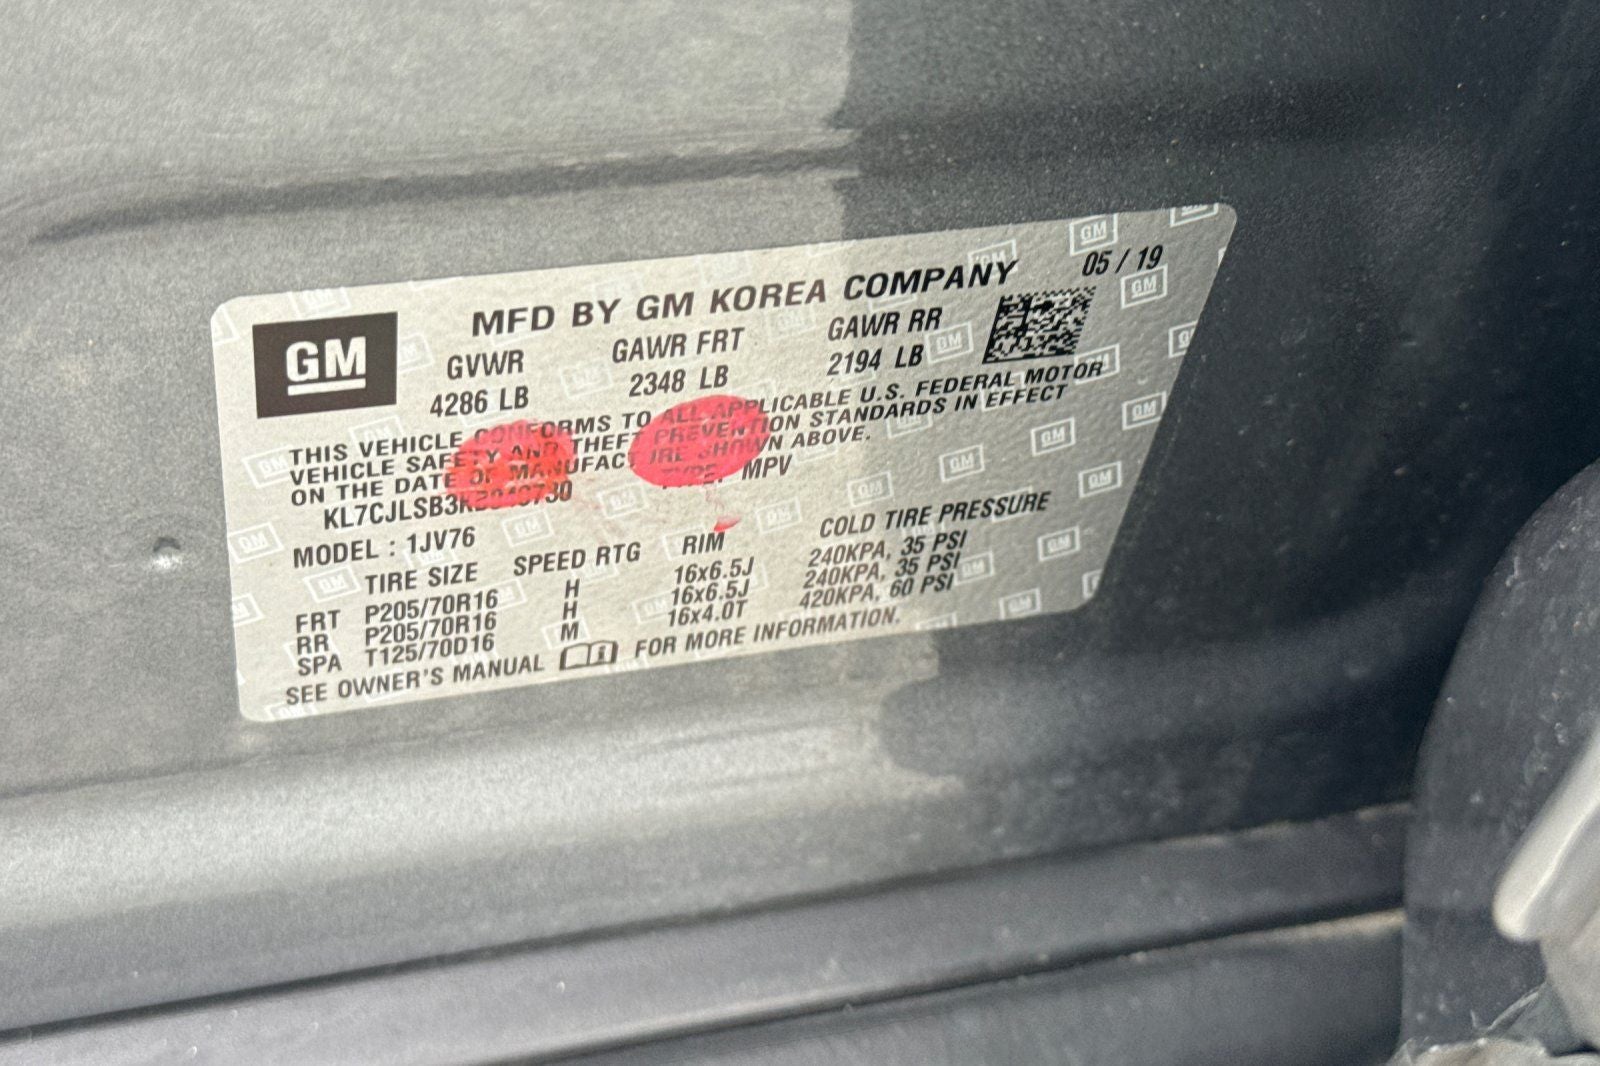 MFD BY GM KOREA COMPANY 05 / 19
GM
GVWR GAWR FRT GAWR RR
4286 LB 2348 LB 2194 LB
THIS VEHICLE CONFORMS TO ALL APPLICABLE U.S. FEDERAL MOTOR
VEHICLE SAFETY AND THEFT PREVENTION STANDARDS IN EFFECT
ON THE DATE OF MANUFACTURE SHOWN ABOVE.
TYPE: MPV
MODEL : 1JV76
TIRE SIZE SPEED RTG RIM COLD TIRE PRESSURE
FRT P205/70R16 H 16x6.5J 240KPA, 35 PSI
RR P205/70R16 H 16x6.5J 240KPA, 35 PSI
SPA T125/70D16 M 16x4.0T 420KPA, 60 PSI
SEE OWNER'S MANUAL FOR MORE INFORMATION.